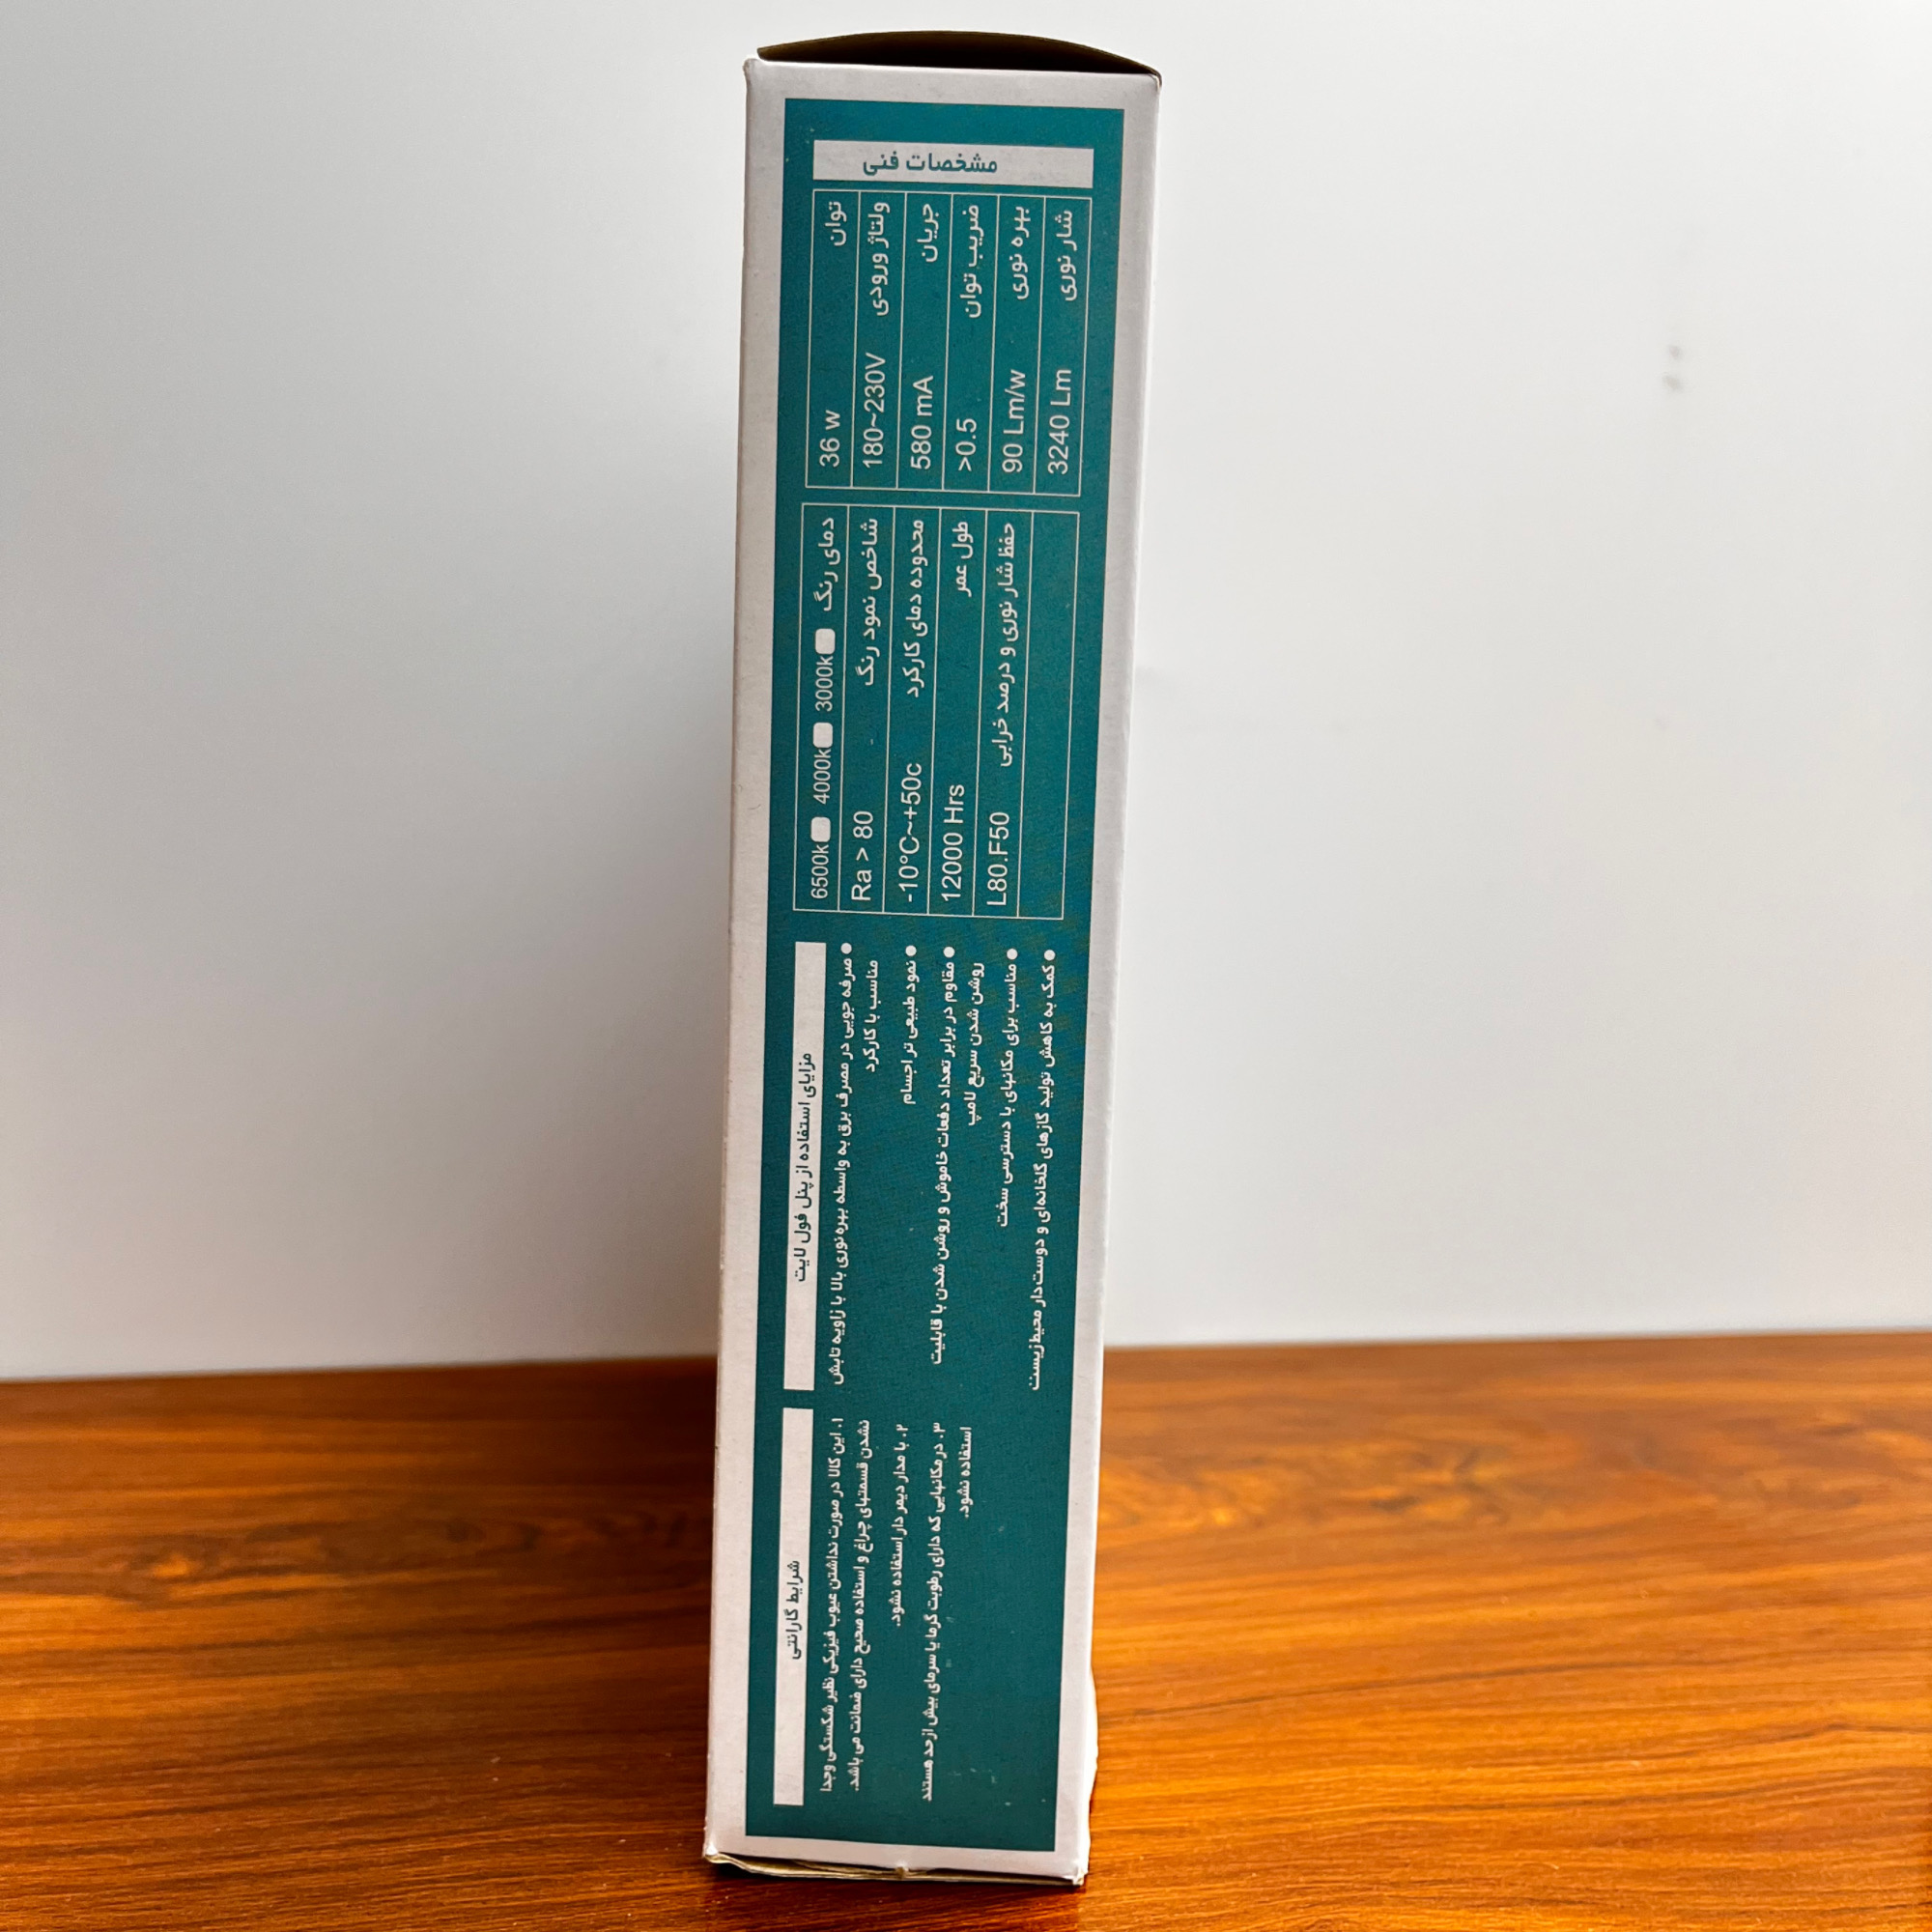 مشخصات فنی
توان 36 w
ولتاژ ورودی 180~230V
جریان 580 mA
ضریب توان >0.5
بهره نوری 90 Lm/w
شار نوری 3240 Lm
دمای رنگ 3000k 4000k 6500k
شاخص نمود رنگ Ra > 80
محدوده دمای کارکرد -10°C~+50c
طول عمر 12000 Hrs
حفظ شار نوری و درصد خرابی L80.F50
مزایای استفاده از پنل فول لایت
● صرفه جویی در مصرف برق به واسطه بهره نوری بالا با زاویه تابش
مناسب با کارکرد
● نمود طبیعی تر اجسام
● مقاوم در برابر تعداد دفعات خاموش و روشن شدن با قابلیت
روشن شدن سریع لامپ
● مناسب برای مکانهای با دسترسی سخت
● کمک به کاهش تولید گازهای گلخانه‌ای و دوست‌دار محیط‌زیست
شرایط گارانتی
۱. این کالا در صورت نداشتن عیوب فیزیکی نظیر شکستگی وجدا
نشدن قسمتهای چراغ و استفاده صحیح دارای ضمانت می باشد.
۲. با مدار دیمر دار استفاده نشود.
۳. در مکانهایی که دارای رطوبت گرما یا سرمای بیش از حد هستند
استفاده نشود.